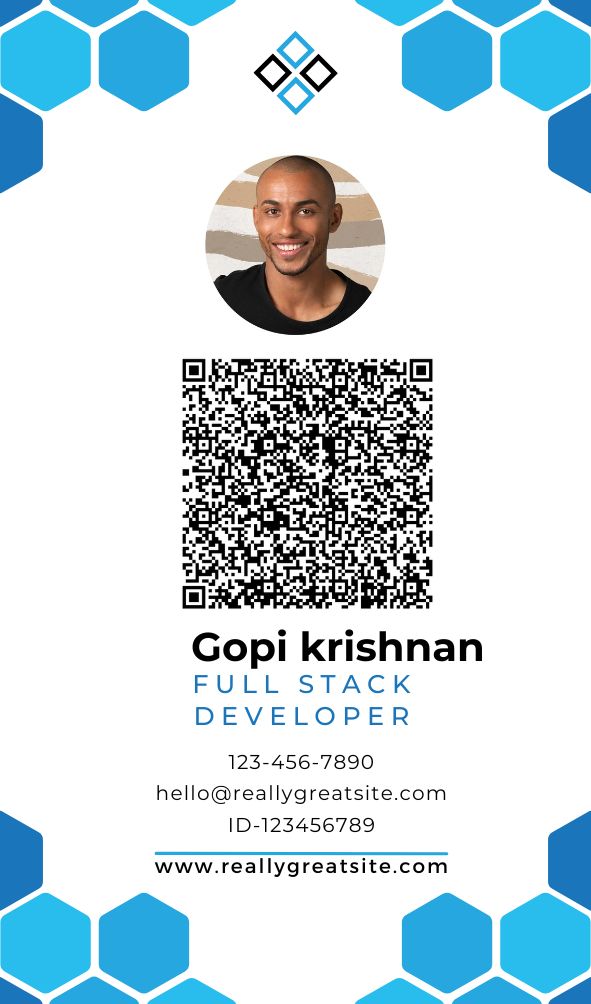 Gopi krishnan
FULL STACK
DEVELOPER
123-456-7890
hello@reallygreatsite.com
ID-123456789
www.reallygreatsite.com